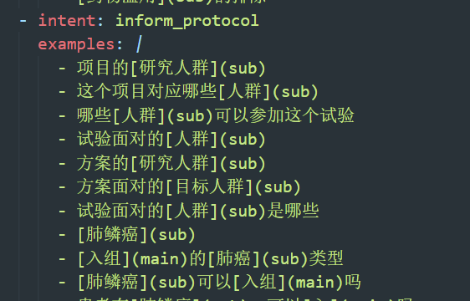 - intent: inform_protocol
examples: |
- 项目的[研究人群](sub)
- 这个项目对应哪些[人群](sub)
- 哪些[人群](sub)可以参加这个试验
- 试验面对的[人群](sub)
- 方案的[研究人群](sub)
- 方案面对的[目标人群](sub)
- 试验面对的[人群](sub)是哪些
- [肺鳞癌](sub)
- [入组](main)的[肺癌](sub)类型
- [肺鳞癌](sub)可以[入组](main)吗